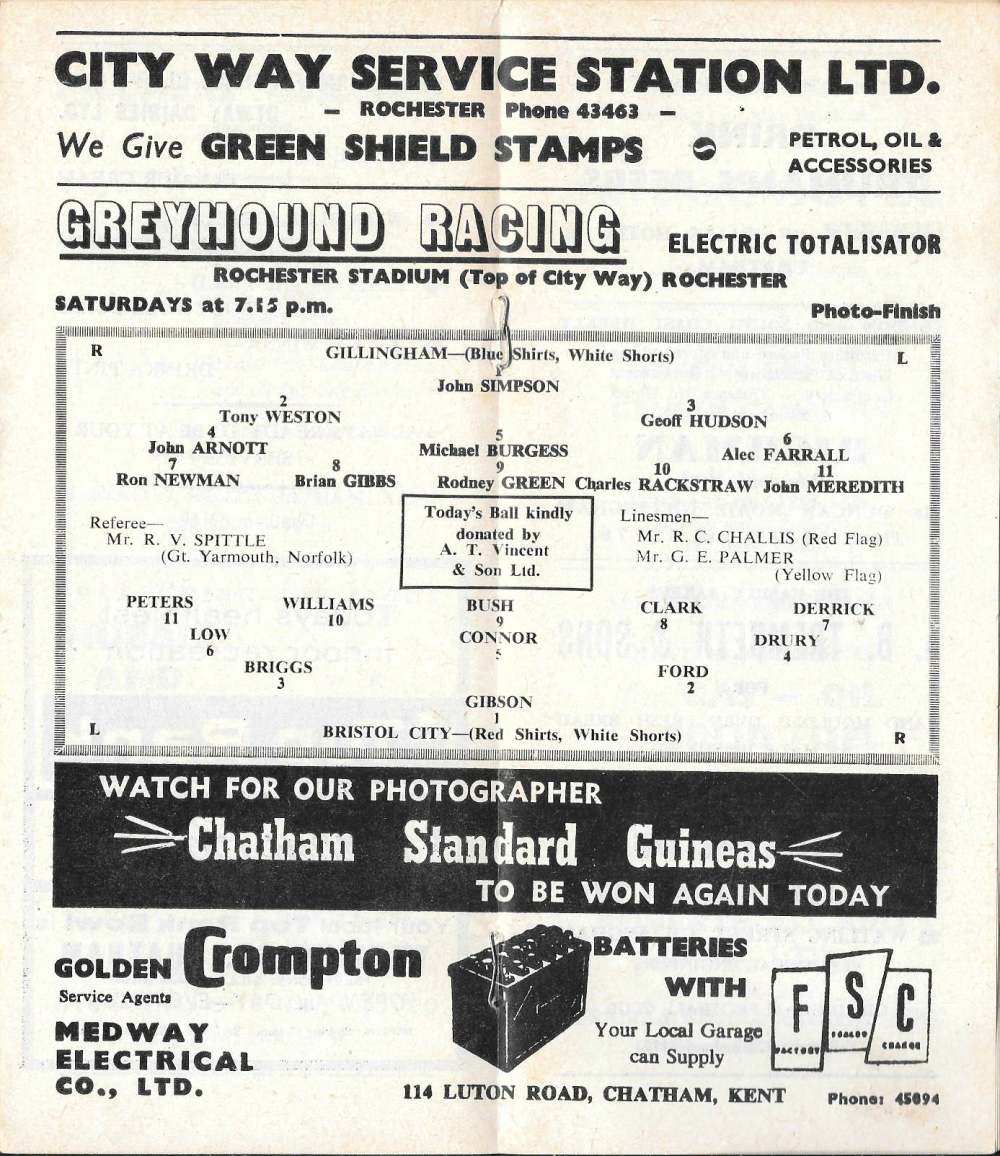 CITY WAY SERVICE STATION LTD.
— ROCHESTER Phone 43463 —
We Give GREEN SHIELD STAMPS
PETROL, OIL &
ACCESSORIES
GREYHOUND RACING
ELECTRIC TOTALISATOR
ROCHESTER STADIUM (Top of City Way) ROCHESTER
SATURDAYS at 7.15 p.m.
Photo-Finish
R
GILLINGHAM—(Blue Shirts, White Shorts)
L
1
John SIMPSON
2
Tony WESTON
3
Geoff HUDSON
4
John ARNOTT
5
Michael BURGESS
6
Alec FARRALL
7
Ron NEWMAN
8
Brian GIBBS
9
Rodney GREEN
10
Charles RACKSTRAW
11
John MEREDITH
Referee—
Mr. R. V. SPITTLE
(Gt. Yarmouth, Norfolk)
Today's Ball kindly
donated by
A. T. Vincent
& Son Ltd.
Linesmen—
Mr. R. C. CHALLIS (Red Flag)
Mr. G. E. PALMER
(Yellow Flag)
PETERS
11
WILLIAMS
10
BUSH
9
CLARK
8
DERRICK
7
LOW
6
CONNOR
5
DRURY
4
BRIGGS
3
FORD
2
GIBSON
1
L
BRISTOL CITY—(Red Shirts, White Shorts)
R
WATCH FOR OUR PHOTOGRAPHER
Chatham Standard Guineas
TO BE WON AGAIN TODAY
GOLDEN Crompton
Service Agents
MEDWAY
ELECTRICAL
CO., LTD.
BATTERIES
WITH
Your Local Garage
can Supply
F
FACTORY
S
SEALED
C
CHARGE
114 LUTON ROAD, CHATHAM, KENT
Phone: 45094